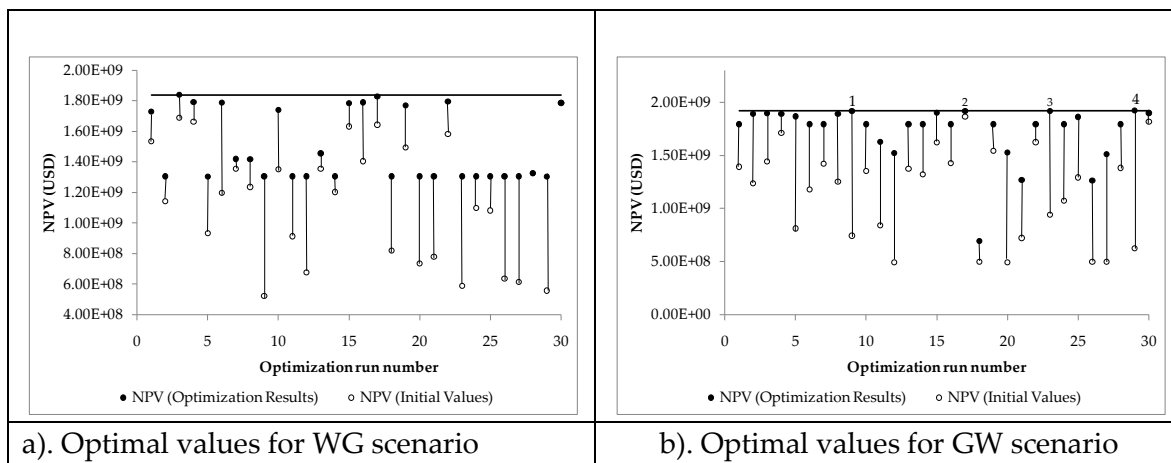 2.00E+09
1.80E+09
1.60E+09
1.40E+09
1.20E+09
1.00E+09
8.00E+08
6.00E+08
4.00E+08
NPV (USD)
0 5 10 15 20 25 30
Optimization run number
● NPV (Optimization Results) ○ NPV (Initial Values)
a). Optimal values for WG scenario
2.00E+09
1.50E+09
1.00E+09
5.00E+08
0.00E+00
NPV (USD)
1 2 3 4
0 5 10 15 20 25 30
Optimization run number
● NPV (Optimization Results) ○ NPV (Initial Values)
b). Optimal values for GW scenario